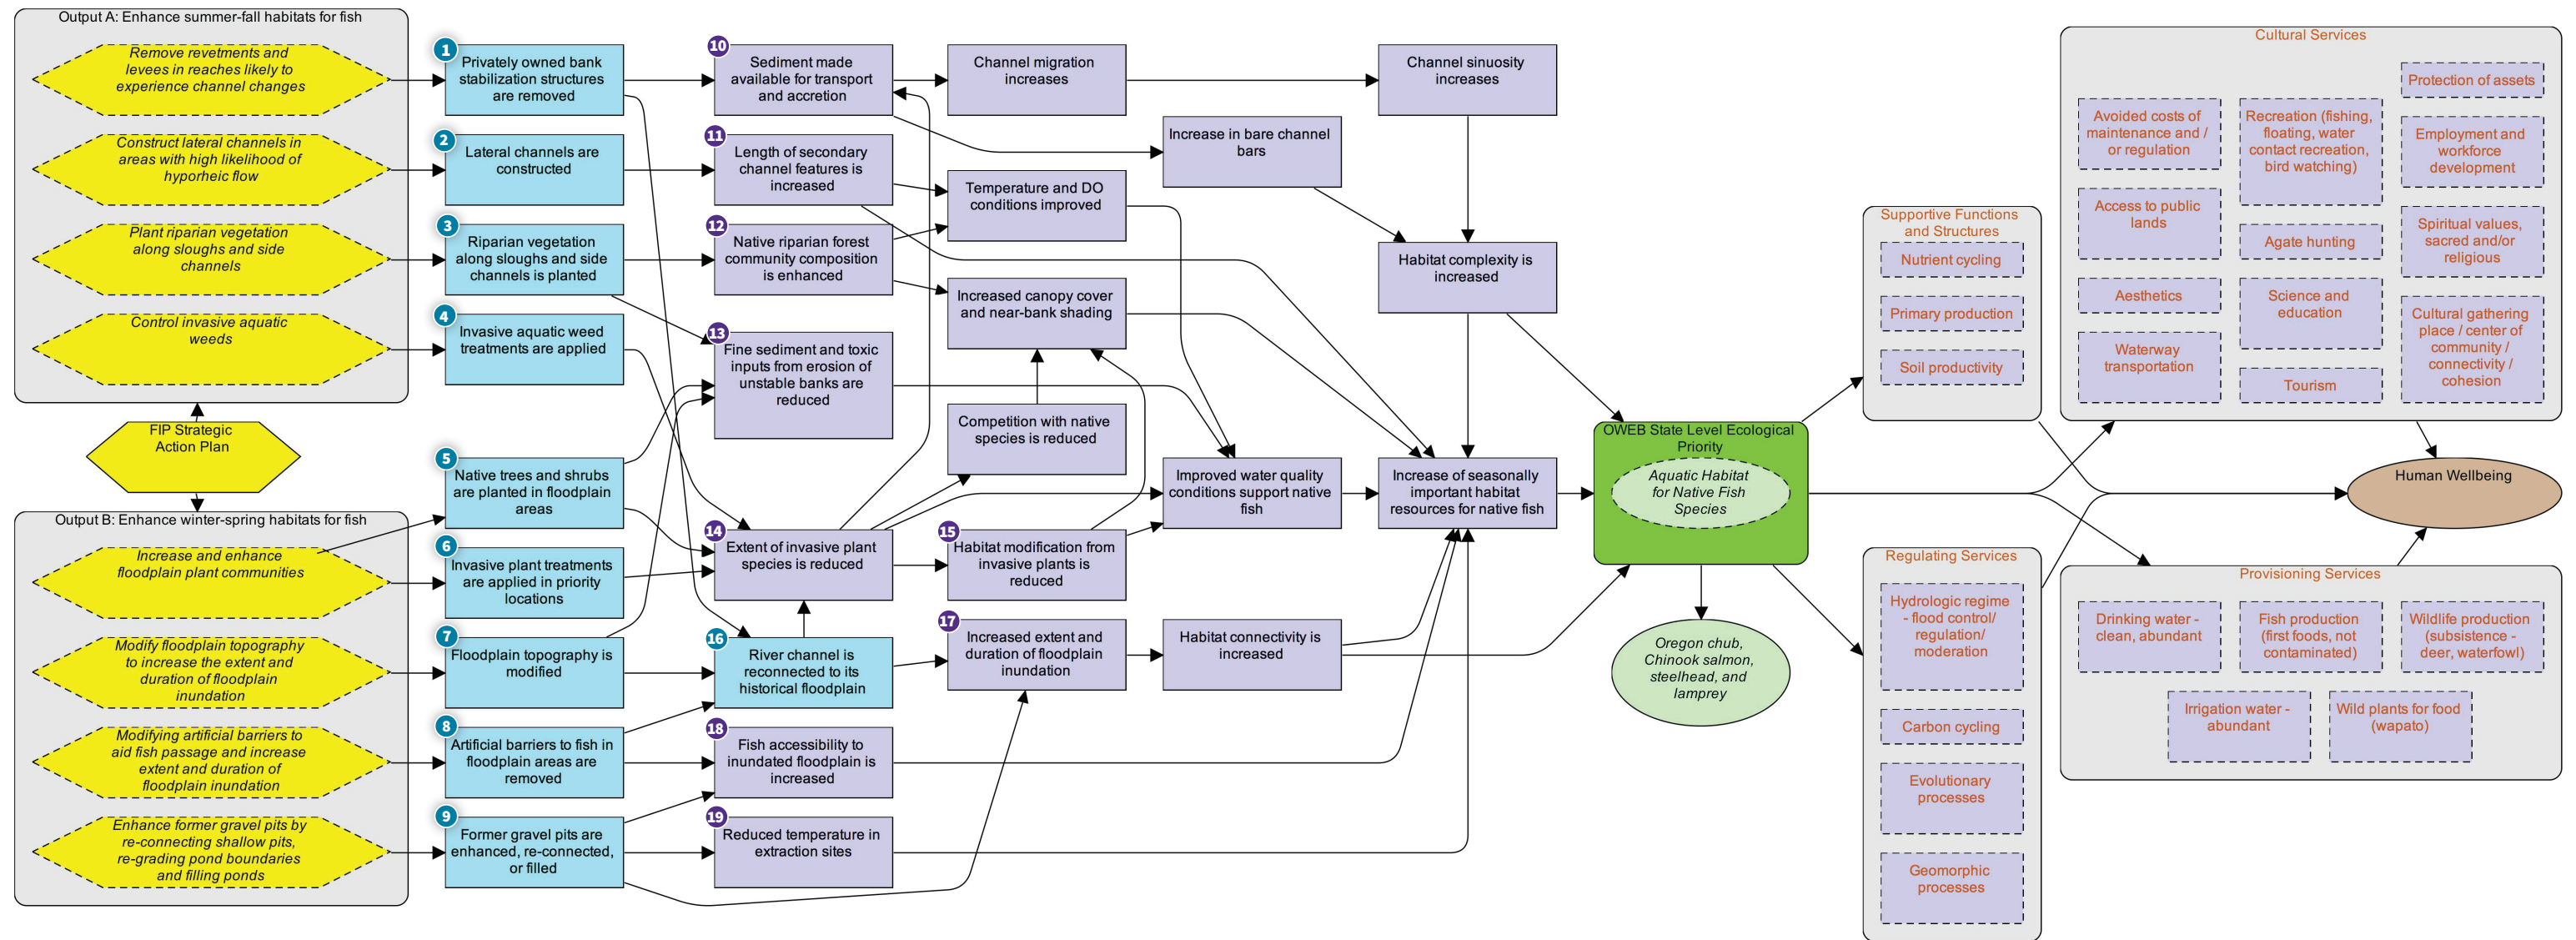 Output A: Enhance summer-fall habitats for fish
Remove revetments and
levees in reaches likely to
experience channel changes
Construct lateral channels in
areas with high likelihood of
hyporheic flow
Plant riparian vegetation
along sloughs and side
channels
Control invasive aquatic
weeds
FIP Strategic
Action Plan
Output B: Enhance winter-spring habitats for fish
Increase and enhance
floodplain plant communities
Modify floodplain topography
to increase the extent and
duration of floodplain
inundation
Modifying artificial barriers to
aid fish passage and increase
extent and duration of
floodplain inundation
Enhance former gravel pits by
re-connecting shallow pits,
re-grading pond boundaries
and filling ponds
1
Privately owned bank
stabilization structures
are removed
2
Lateral channels are
constructed
3
Riparian vegetation
along sloughs and side
channels is planted
4
Invasive aquatic weed
treatments are applied
5
Native trees and shrubs
are planted in floodplain
areas
6
Invasive plant treatments
are applied in priority
locations
7
Floodplain topography is
modified
8
Artificial barriers to fish in
floodplain areas are
removed
9
Former gravel pits are
enhanced, re-connected,
or filled
10
Sediment made
available for transport
and accretion
11
Length of secondary
channel features is
increased
12
Native riparian forest
community composition
is enhanced
13
Fine sediment and toxic
inputs from erosion of
unstable banks are
reduced
14
Extent of invasive plant
species is reduced
16
River channel is
reconnected to its
historical floodplain
18
Fish accessibility to
inundated floodplain is
increased
19
Reduced temperature in
extraction sites
Channel migration
increases
Temperature and DO
conditions improved
Increased canopy cover
and near-bank shading
Competition with native
species is reduced
15
Habitat modification from
invasive plants is
reduced
17
Increased extent and
duration of floodplain
inundation
Increase in bare channel
bars
Improved water quality
conditions support native
fish
Habitat connectivity is
increased
Channel sinuosity
increases
Habitat complexity is
increased
Increase of seasonally
important habitat
resources for native fish
OWEB State Level Ecological
Priority
Aquatic Habitat
for Native Fish
Species
Oregon chub,
Chinook salmon,
steelhead, and
lamprey
Supportive Functions
and Structures
Nutrient cycling
Primary production
Soil productivity
Regulating Services
Hydrologic regime
- flood control/
regulation/
moderation
Carbon cycling
Evolutionary
processes
Geomorphic
processes
Cultural Services
Avoided costs of
maintenance and /
or regulation
Access to public
lands
Aesthetics
Waterway
transportation
Recreation (fishing,
floating, water
contact recreation,
bird watching)
Agate hunting
Science and
education
Tourism
Protection of assets
Employment and
workforce
development
Spiritual values,
sacred and/or
religious
Cultural gathering
place / center of
community /
connectivity /
cohesion
Human Wellbeing
Provisioning Services
Drinking water -
clean, abundant
Fish production
(first foods, not
contaminated)
Wildlife production
(subsistence -
deer, waterfowl)
Irrigation water -
abundant
Wild plants for food
(wapato)